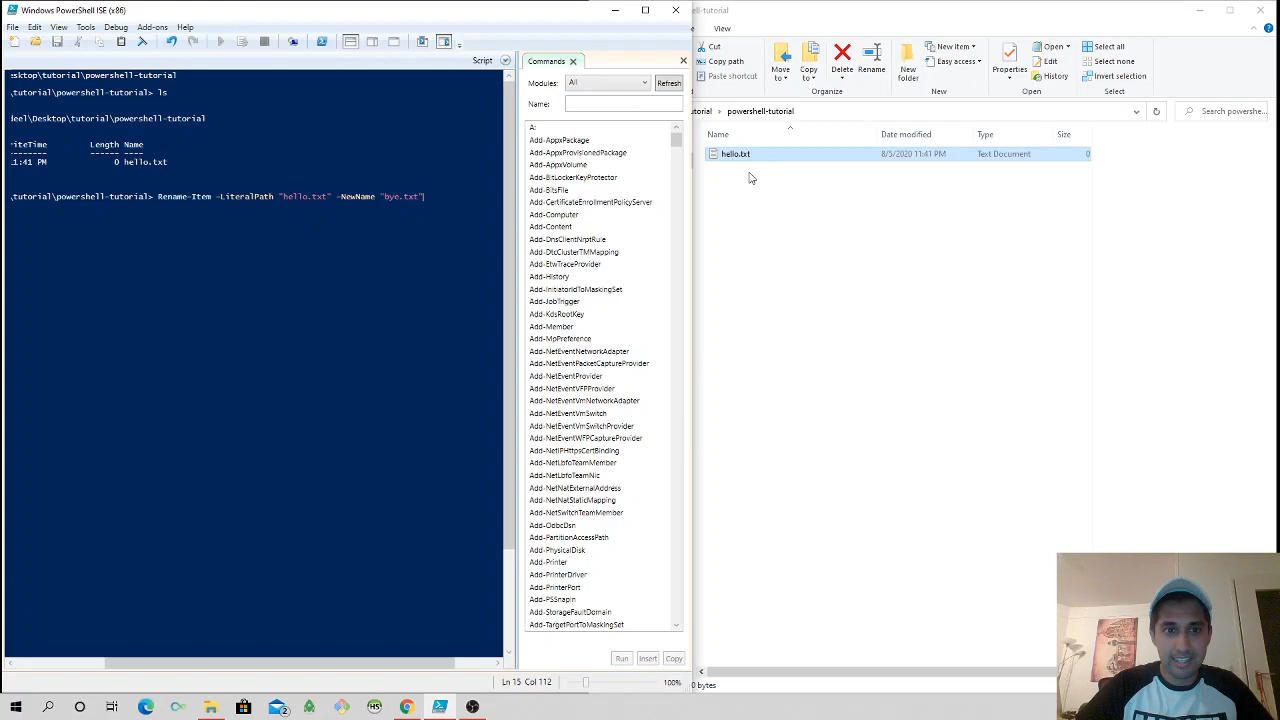 Windows PowerShell ISE (x86)
File Edit View Tools Debug Add-ons Help
Script
esktop\tutorial\powershell-tutorial
\tutorial\powershell-tutorial> ls
eel\Desktop\tutorial\powershell-tutorial
iteTime Length Name
1:41 PM 0 hello.txt
\tutorial\powershell-tutorial> Rename-Item -LiteralPath "hello.txt" -NewName "bye.txt"
Commands
Modules: All Refresh
Name:
A:
Add-AppxPackage
Add-AppxProvisionedPackage
Add-AppxVolume
Add-BitLockerKeyProtector
Add-BitsFile
Add-CertificateEnrollmentPolicyServer
Add-Computer
Add-Content
Add-DnsClientNrptRule
Add-DtcClusterTMMapping
Add-EtwTraceProvider
Add-History
Add-InitiatorIdToMaskingSet
Add-JobTrigger
Add-KdsRootKey
Add-Member
Add-MpPreference
Add-NetEventNetworkAdapter
Add-NetEventPacketCaptureProvider
Add-NetEventProvider
Add-NetEventVFPProvider
Add-NetEventVmNetworkAdapter
Add-NetEventVmSwitch
Add-NetEventVmSwitchProvider
Add-NetEventWFPCaptureProvider
Add-NetIPHttpsCertBinding
Add-NetLbfoTeamMember
Add-NetLbfoTeamNic
Add-NetNatExternalAddress
Add-NetNatStaticMapping
Add-NetSwitchTeamMember
Add-OdbcDsn
Add-PartitionAccessPath
Add-PhysicalDisk
Add-Printer
Add-PrinterDriver
Add-PrinterPort
Add-PSSnapin
Add-StorageFaultDomain
Add-TargetPortToMaskingSet
Run Insert Copy
Ln 15 Col 112 100%
ell-tutorial
View
Cut
Copy path
Paste shortcut
Move to
Copy to
Delete
Rename
Organize
New folder
New item
Easy access
New
Properties
Open
Edit
History
Open
Select all
Select none
Invert selection
Select
utorial > powershell-tutorial
Search powershe...
Name Date modified Type Size
hello.txt 8/5/2020 11:41 PM Text Document 0
0 bytes
2
HS